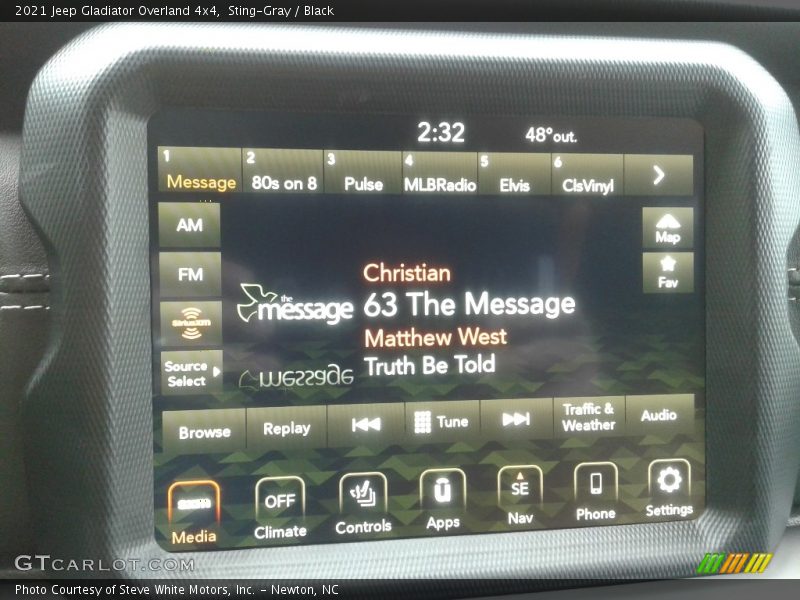 2021 Jeep Gladiator Overland 4x4, Sting-Gray / Black
2:32 48° out.
1 Message 2 80s on 8 3 Pulse 4 MLBRadio 5 Elvis 6 ClsVinyl
AM
Map
FM
Fav
Christian
the message
63 The Message
SiriusXM
Matthew West
Source Select
Truth Be Told
message
Browse Replay Tune Traffic & Weather Audio
OFF SE
Media Climate Controls Apps Nav Phone Settings
GTCARLOT.COM
Photo Courtesy of Steve White Motors, Inc. - Newton, NC